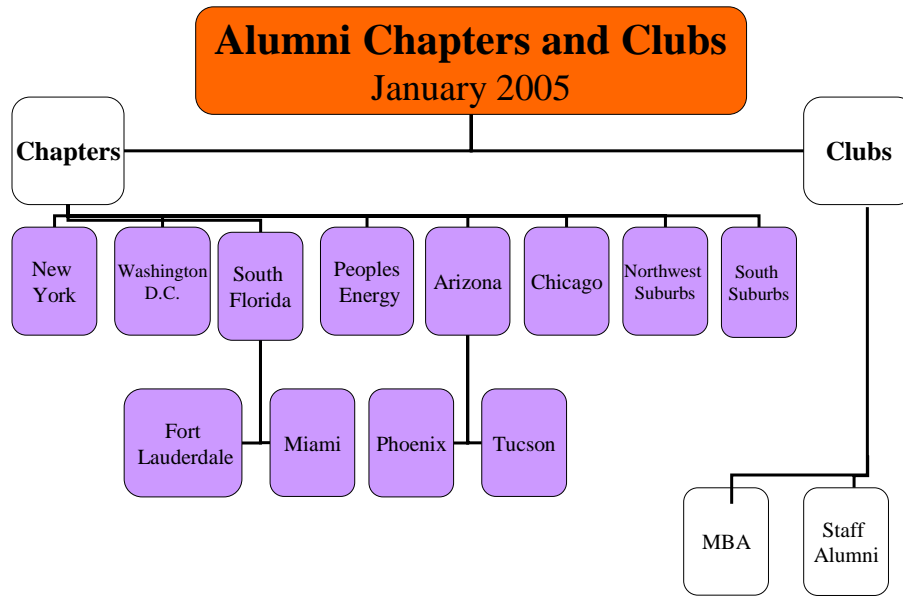 Alumni Chapters and Clubs
January 2005
Chapters
Clubs
New
York
Washington
D.C.
South
Florida
Peoples
Energy
Arizona
Chicago
Northwest
Suburbs
South
Suburbs
Fort
Lauderdale
Miami
Phoenix
Tucson
MBA
Staff
Alumni